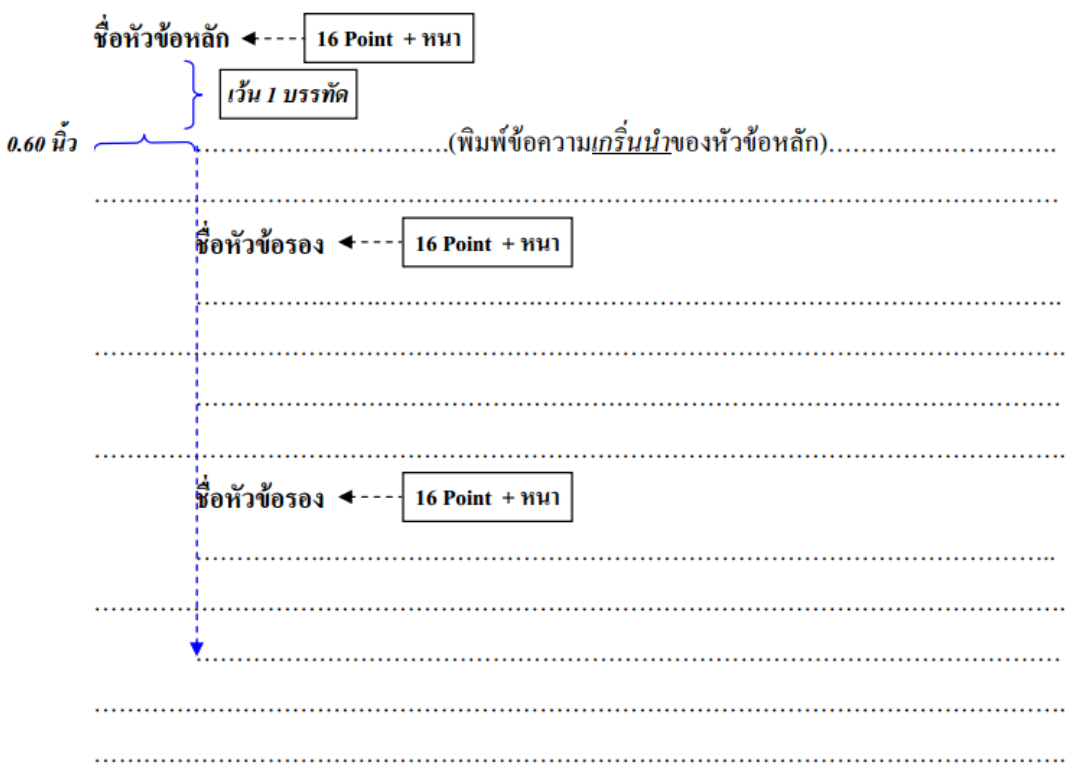 ชื่อหัวข้อหลัก 16 Point + หนา
เว้น 1 บรรทัด
0.60 นิ้ว ................................(พิมพ์ข้อความเกริ่นนำของหัวข้อหลัก)............................
........................................................................................................................
ชื่อหัวข้อรอง 16 Point + หนา
............................................................................................................
........................................................................................................................
............................................................................................................
........................................................................................................................
ชื่อหัวข้อรอง 16 Point + หนา
............................................................................................................
........................................................................................................................
............................................................................................................
........................................................................................................................
........................................................................................................................